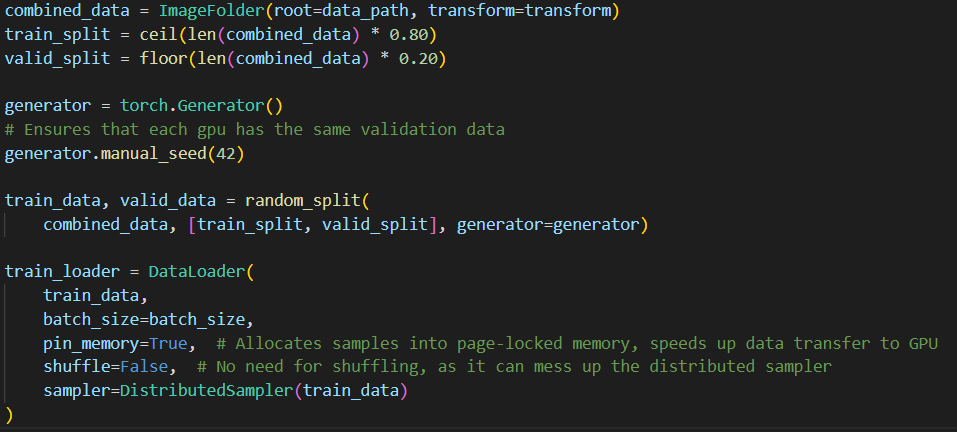 combined_data = ImageFolder(root=data_path, transform=transform)
train_split = ceil(len(combined_data) * 0.80)
valid_split = floor(len(combined_data) * 0.20)

generator = torch.Generator()
# Ensures that each gpu has the same validation data
generator.manual_seed(42)

train_data, valid_data = random_split(
    combined_data, [train_split, valid_split], generator=generator)

train_loader = DataLoader(
    train_data,
    batch_size=batch_size,
    pin_memory=True,  # Allocates samples into page-locked memory, speeds up data transfer to GPU
    shuffle=False,  # No need for shuffling, as it can mess up the distributed sampler
    sampler=DistributedSampler(train_data)
)